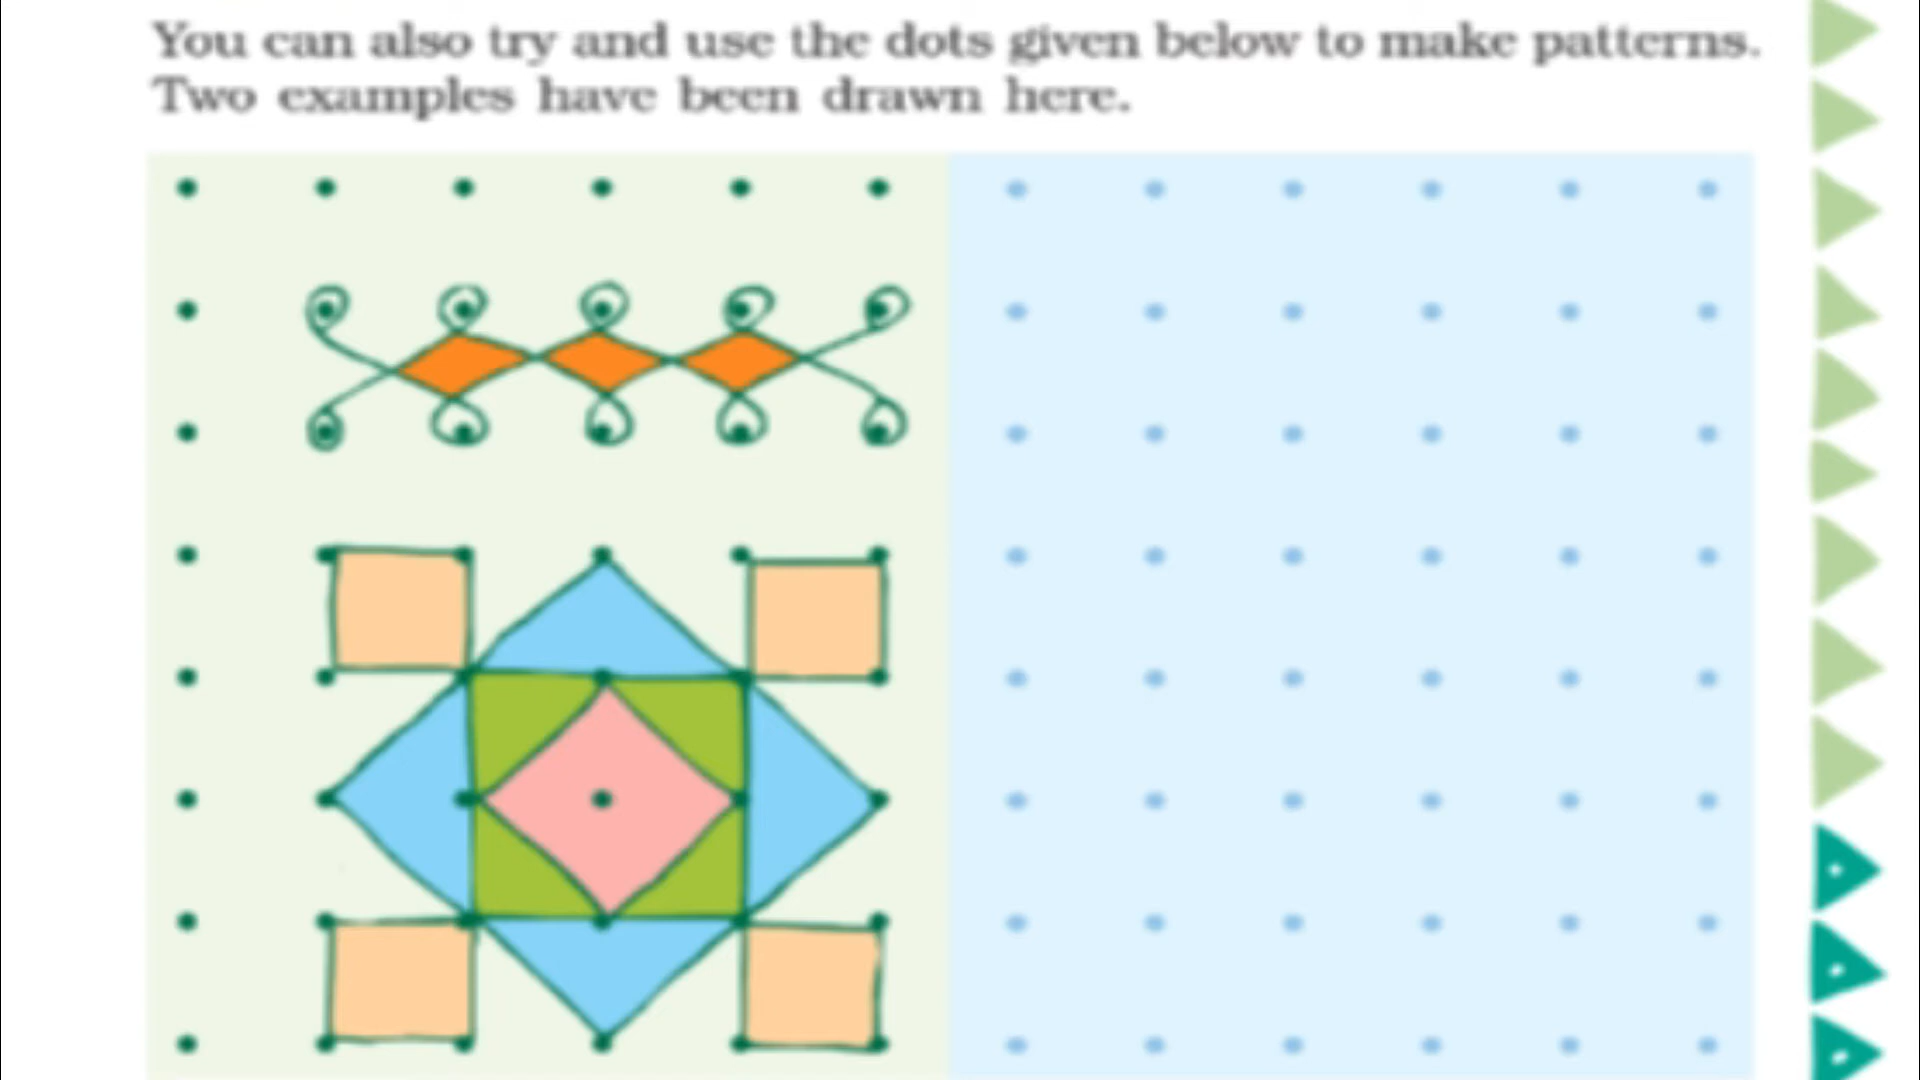 You can also try and use the dots given below to make patterns.
Two examples have been drawn here.